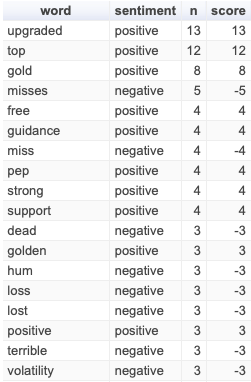 word sentiment n score
upgraded positive 13 13
top positive 12 12
gold positive 8 8
misses negative 5 -5
free positive 4 4
guidance positive 4 4
miss negative 4 -4
pep positive 4 4
strong positive 4 4
support positive 4 4
dead negative 3 -3
golden positive 3 3
hum negative 3 -3
loss negative 3 -3
lost negative 3 -3
positive positive 3 3
terrible negative 3 -3
volatility negative 3 -3